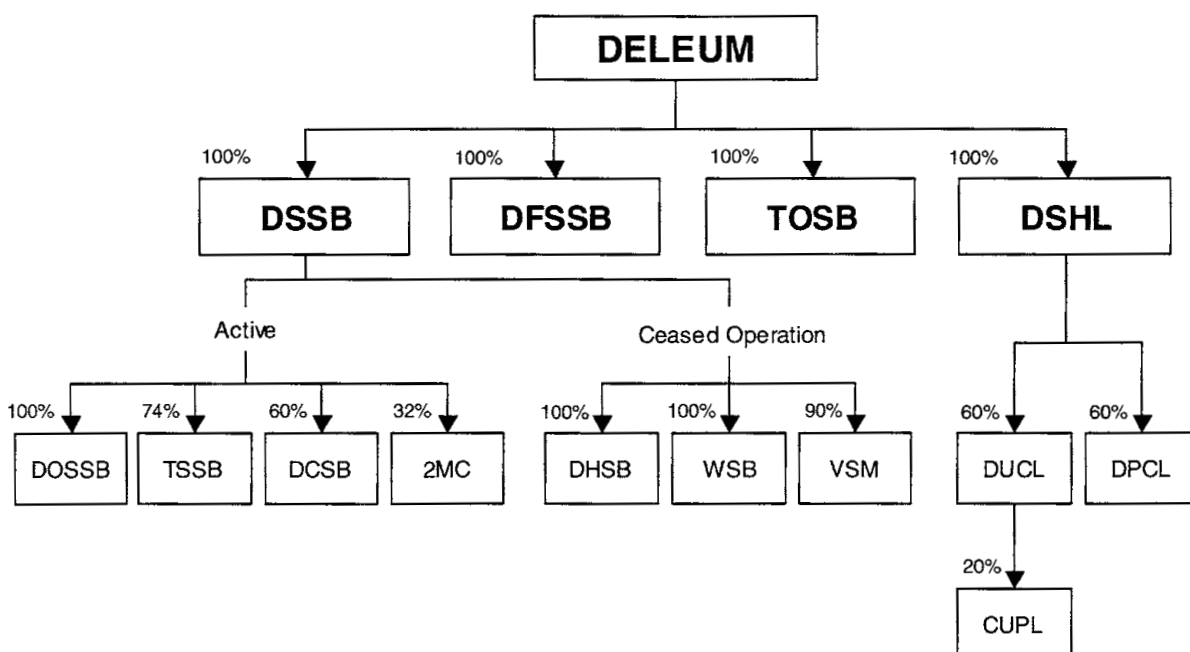 DELEUM
100% 100% 100% 100%
DSSB DFSSB TOSB DSHL
Active Ceased Operation
100% 74% 60% 32% 100% 100% 90% 60% 60%
DOSSB TSSB DCSB 2MC DHSB WSB VSM DUCL DPCL
20%
CUPL